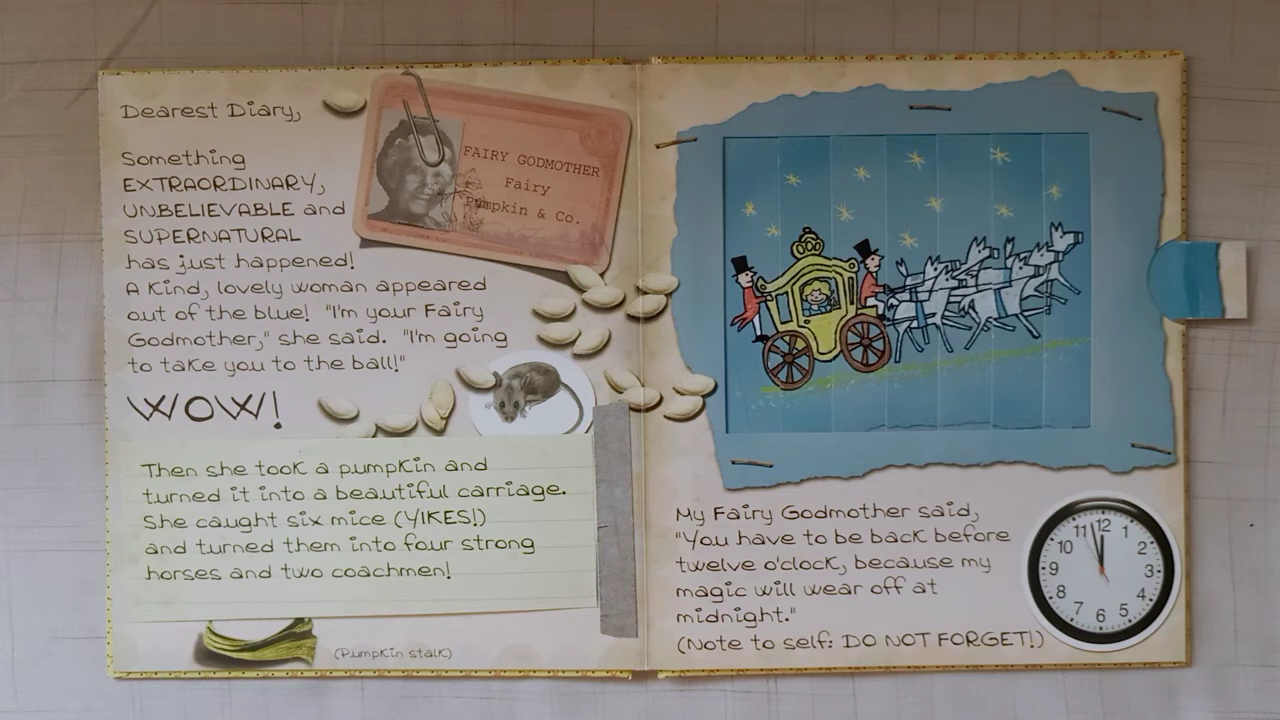 Dearest Diary,
Something
EXTRAORDINARY,
UNBELIEVABLE and
SUPERNATURAL
has just happened!
A kind, lovely woman appeared
out of the blue! "I'm your Fairy
Godmother," she said. "I'm going
to take you to the ball!"
WOW!
FAIRY GODMOTHER
Fairy
Pumpkin & Co.
Then she took a pumpkin and
turned it into a beautiful carriage.
She caught six mice (YIKES!)
and turned them into four strong
horses and two coachmen!
(Pumpkin stalk)
My Fairy Godmother said,
"You have to be back before
twelve o'clock, because my
magic will wear off at
midnight."
(Note to self: DO NOT FORGET!)
12
1
2
3
4
5
6
7
8
9
10
11